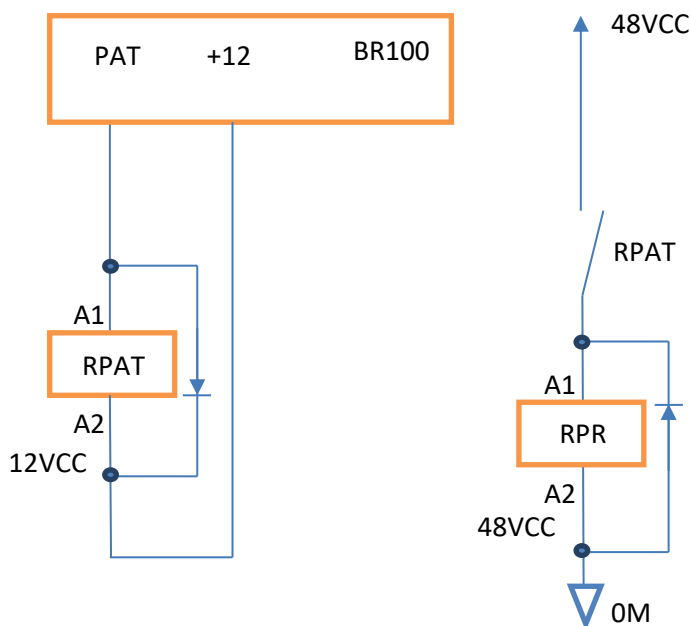 PAT +12 BR100
A1
RPAT
A2
12VCC
48VCC
RPAT
A1
RPR
A2
48VCC
0M